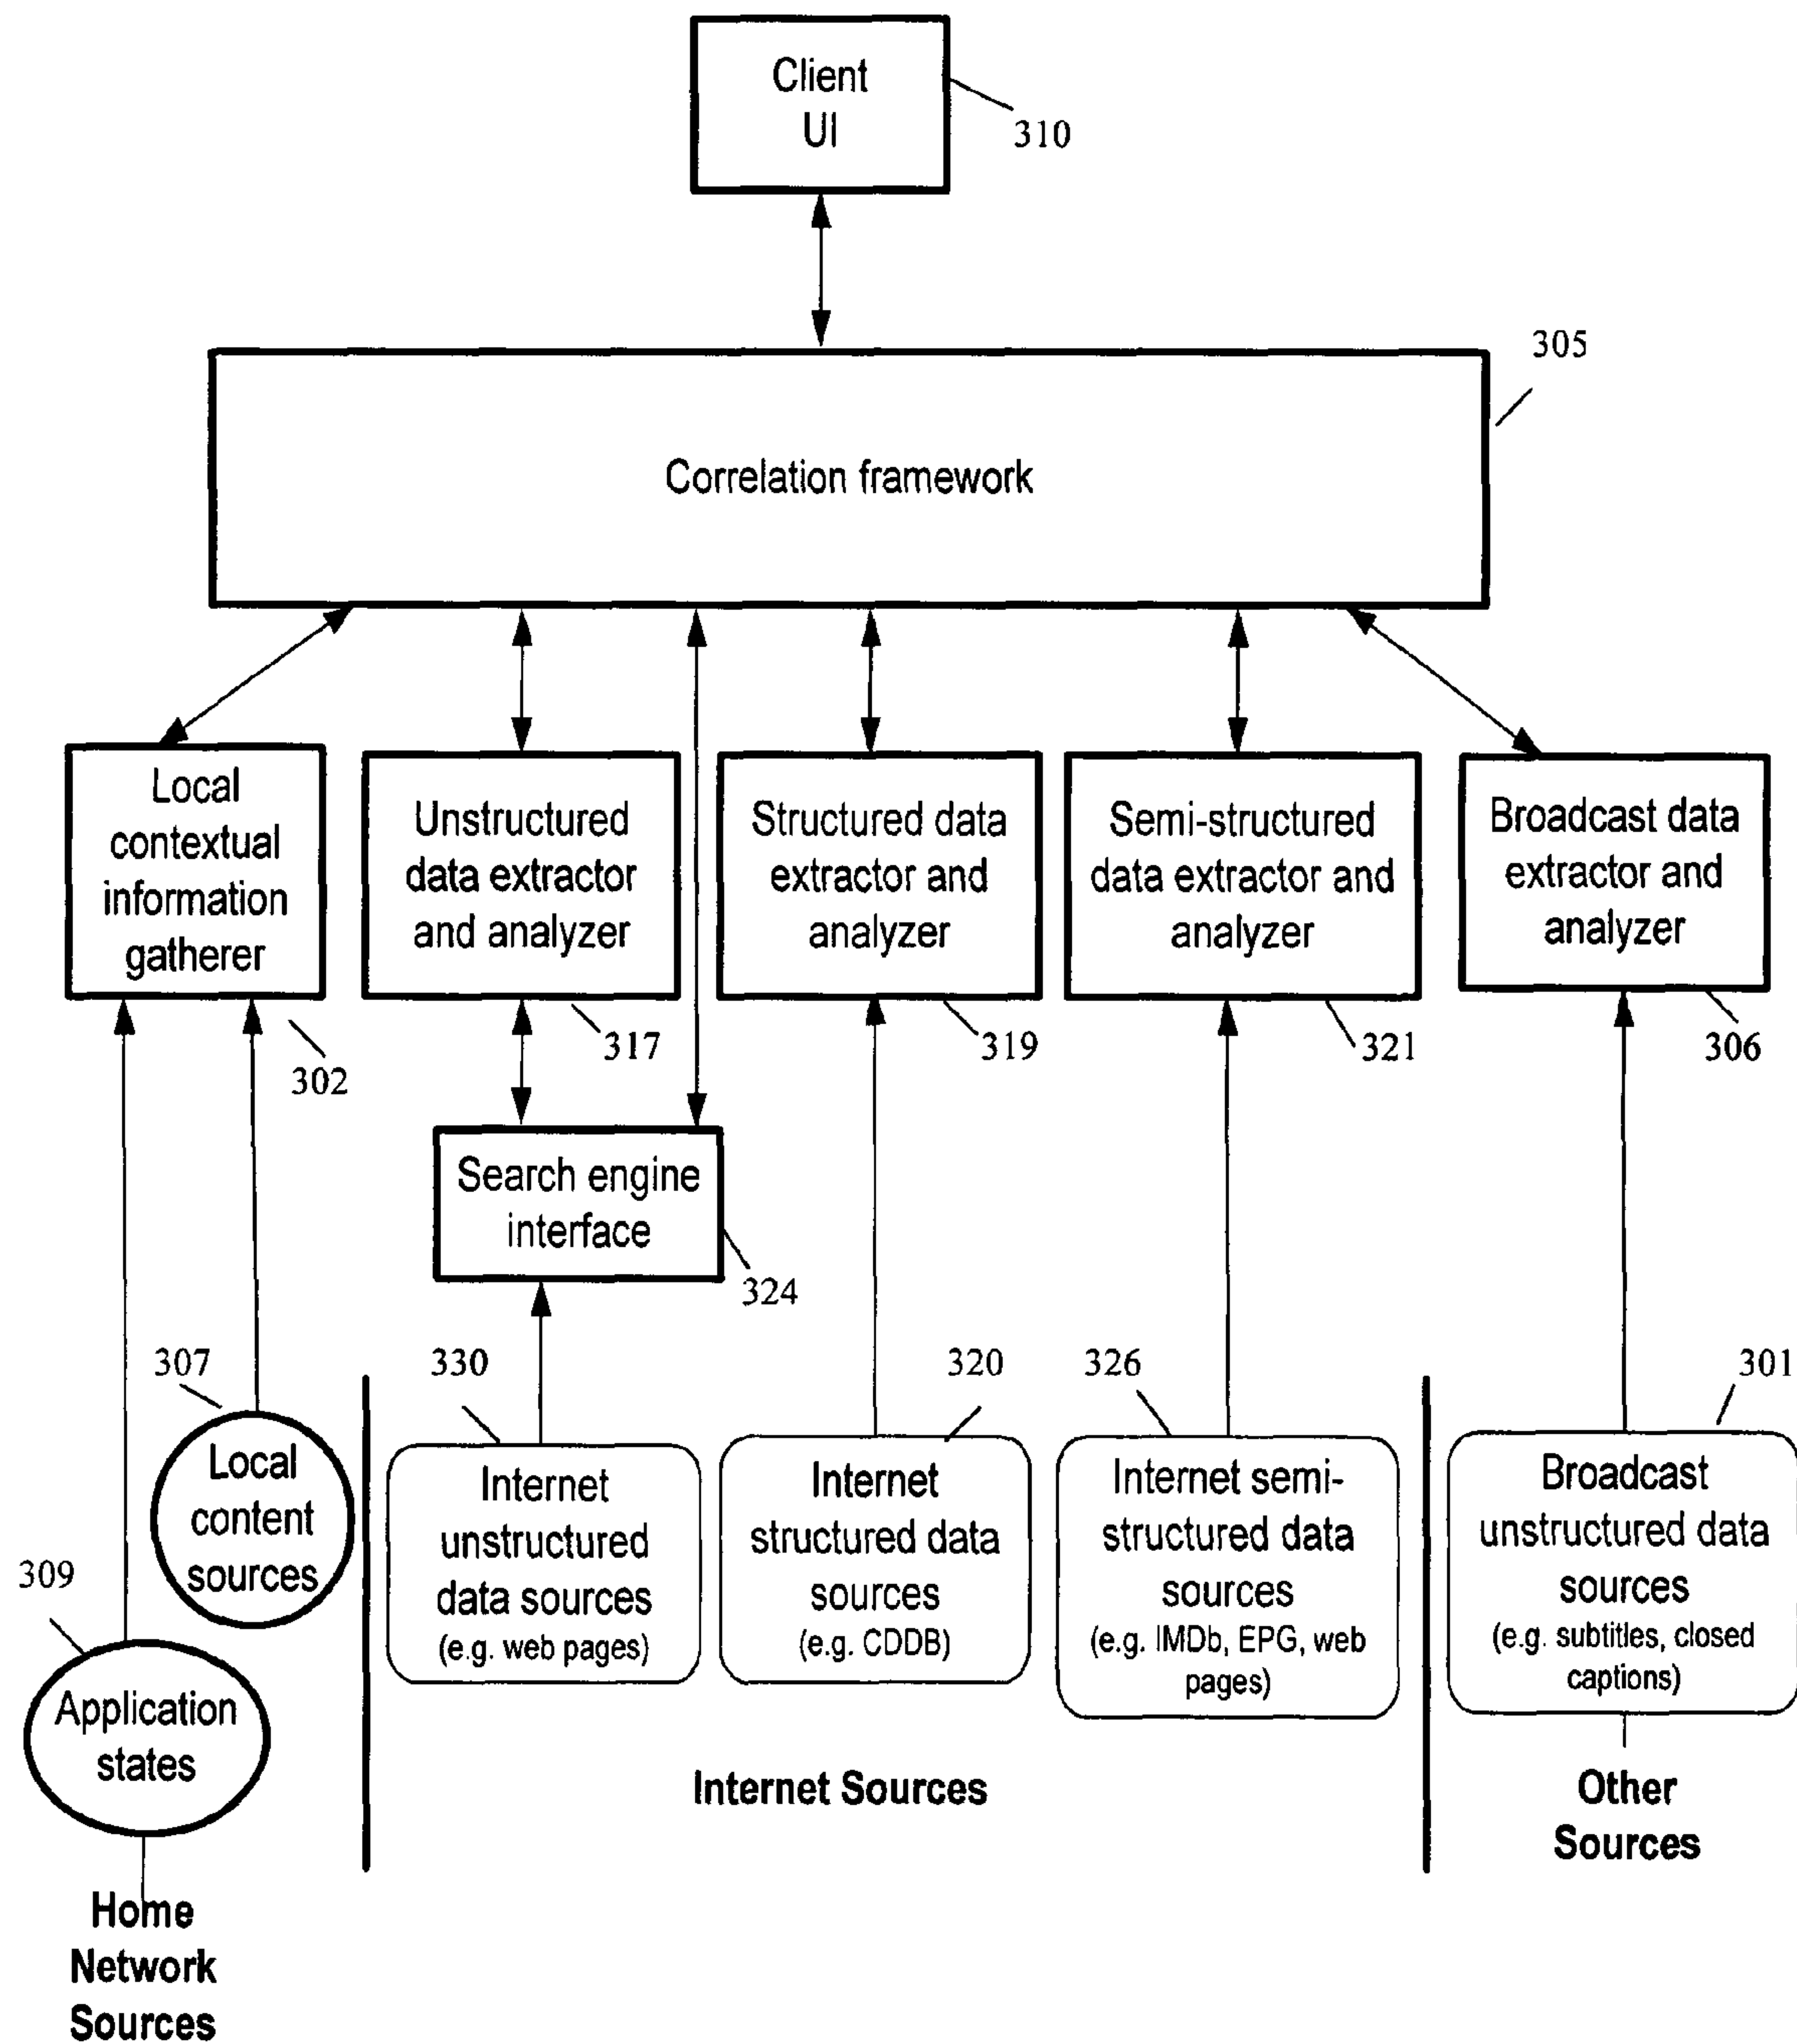 Client
UI
310
305
Correlation framework
Local
contextual
information
gatherer
Unstructured
data extractor
and analyzer
Structured data
extractor and
analyzer
Semi-structured
data extractor and
analyzer
Broadcast data
extractor and
analyzer
302
317
319
321
306
Search engine
interface
324
307
330
320
326
301
Local
content
sources
Internet
unstructured
data sources
(e.g. web pages)
Internet
structured data
sources
(e.g. CDDB)
Internet semi-
structured data
sources
(e.g. IMDb, EPG, web
pages)
Broadcast
unstructured data
sources
(e.g. subtitles, closed
captions)
309
Application
states
Internet Sources
Other
Sources
Home
Network
Sources